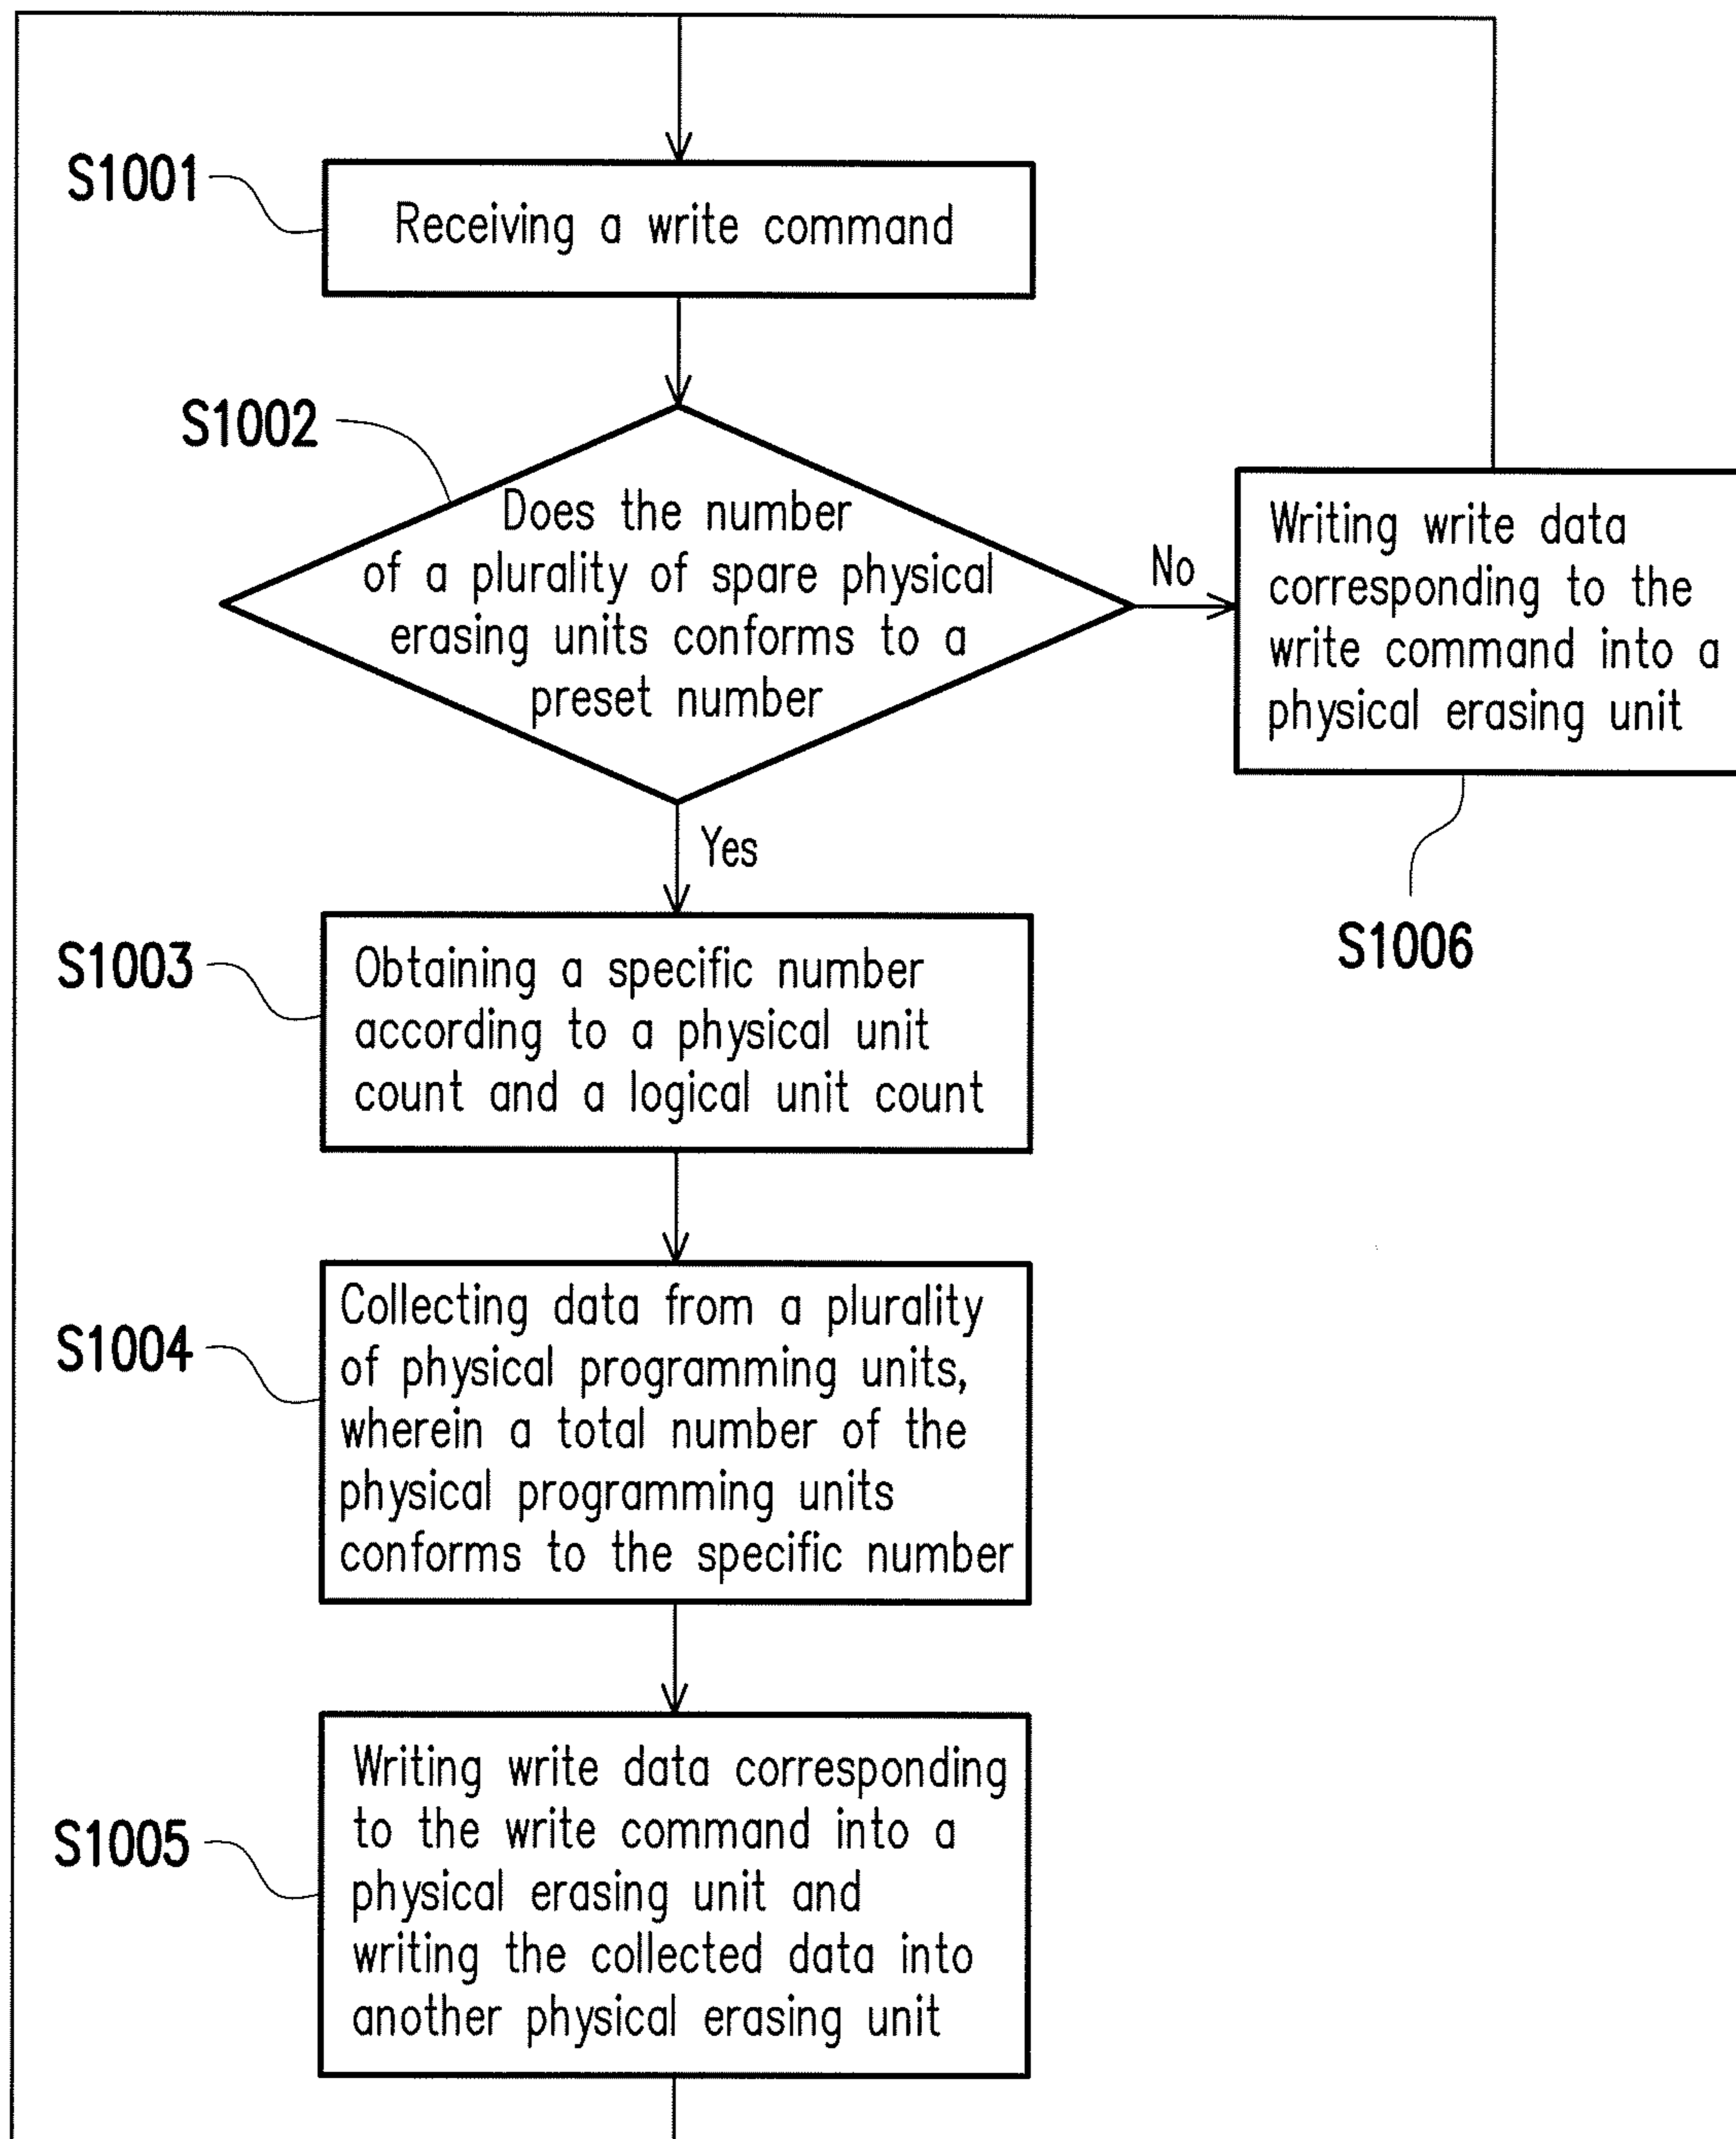 S1001
Receiving a write command
S1002
Does the number
of a plurality of spare physical
erasing units conforms to a
preset number
No
Writing write data
corresponding to the
write command into a
physical erasing unit
S1006
Yes
S1003
Obtaining a specific number
according to a physical unit
count and a logical unit count
S1004
Collecting data from a plurality
of physical programming units,
wherein a total number of the
physical programming units
conforms to the specific number
S1005
Writing write data corresponding
to the write command into a
physical erasing unit and
writing the collected data into
another physical erasing unit